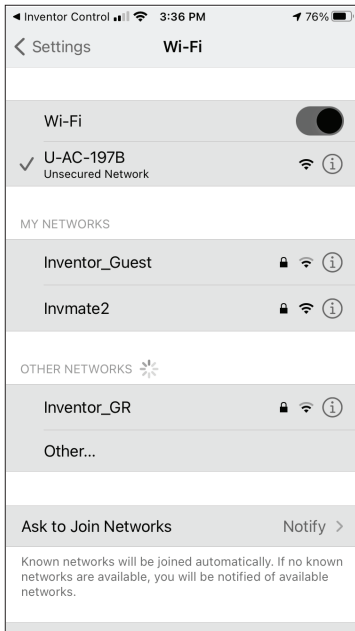 ◀ Inventor Control 3:36 PM 76%
Settings Wi-Fi
Wi-Fi
U-AC-197B
Unsecured Network
MY NETWORKS
Inventor_Guest
Invmate2
OTHER NETWORKS
Inventor_GR
Other...
Ask to Join Networks Notify
Known networks will be joined automatically. If no known
networks are available, you will be notified of available
networks.